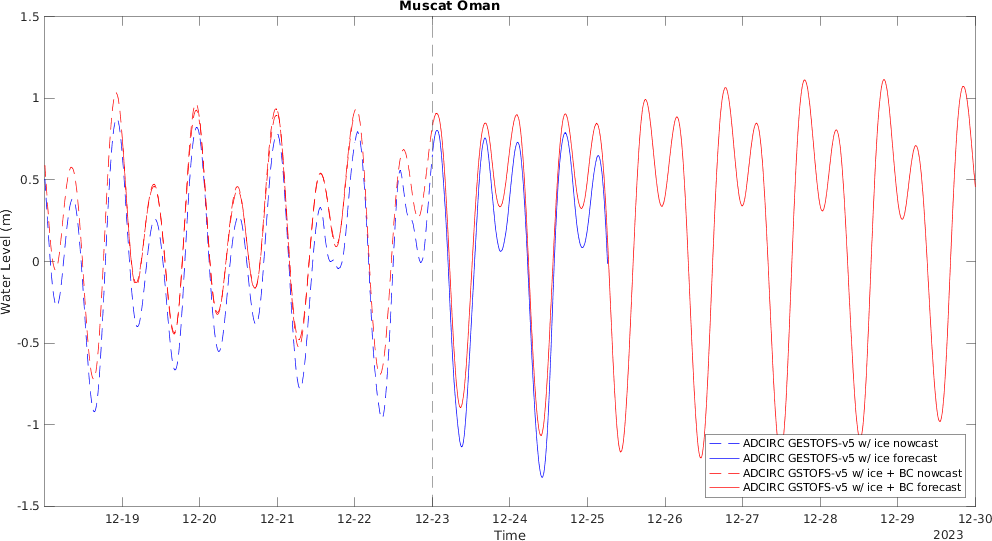 Muscat Oman
1.5
1
0.5
0
-0.5
-1
-1.5
Water Level (m)
12-19 12-20 12-21 12-22 12-23 12-24 12-25 12-26 12-27 12-28 12-29 12-30
Time
2023
ADCIRC GESTOFS-v5 w/ ice nowcast
ADCIRC GESTOFS-v5 w/ ice forecast
ADCIRC GSTOFS-v5 w/ ice + BC nowcast
ADCIRC GSTOFS-v5 w/ ice + BC forecast